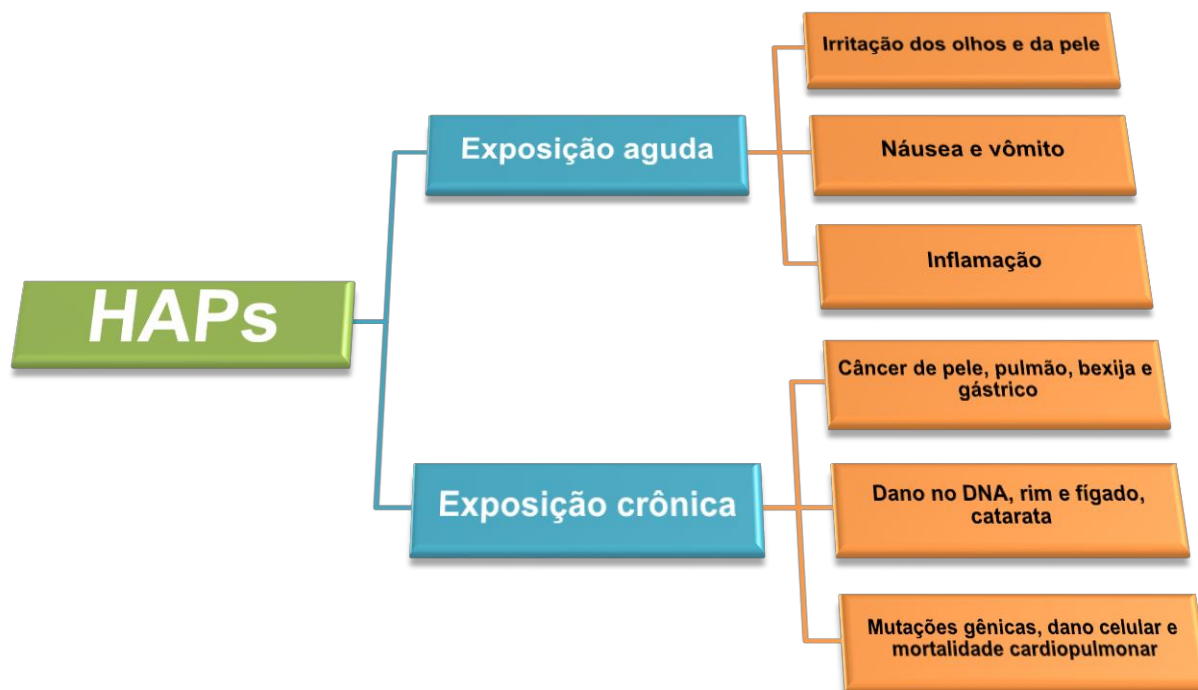 HAPs
Exposição aguda
Irritação dos olhos e da pele
Náusea e vômito
Inflamação
Exposição crônica
Câncer de pele, pulmão, bexija e
gástrico
Dano no DNA, rim e fígado,
catarata
Mutações gênicas, dano celular e
mortalidade cardiopulmonar